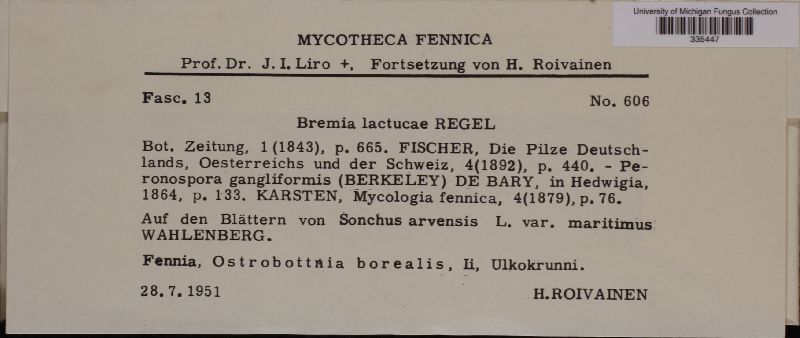 University of Michigan Fungus Collection
335447
MYCOTHECA FENNICA
Prof. Dr. J. I. Liro +, Fortsetzung von H. Roivainen
Fasc. 13 No. 606
Bremia lactucae REGEL
Bot. Zeitung, 1 (1843), p. 665. FISCHER, Die Pilze Deutsch-
lands, Oesterreichs und der Schweiz, 4(1892), p. 440. - Pe-
ronospora gangliformis (BERKELEY) DE BARY, in Hedwigia,
1864, p. 133. KARSTEN, Mycologia fennica, 4(1879), p. 76.
Auf den Blättern von Sonchus arvensis L. var. maritimus
WAHLENBERG.
Fennia, Ostrobottnia borealis, Ii, Ulkokrunni.
28.7.1951 H.ROIVAINEN